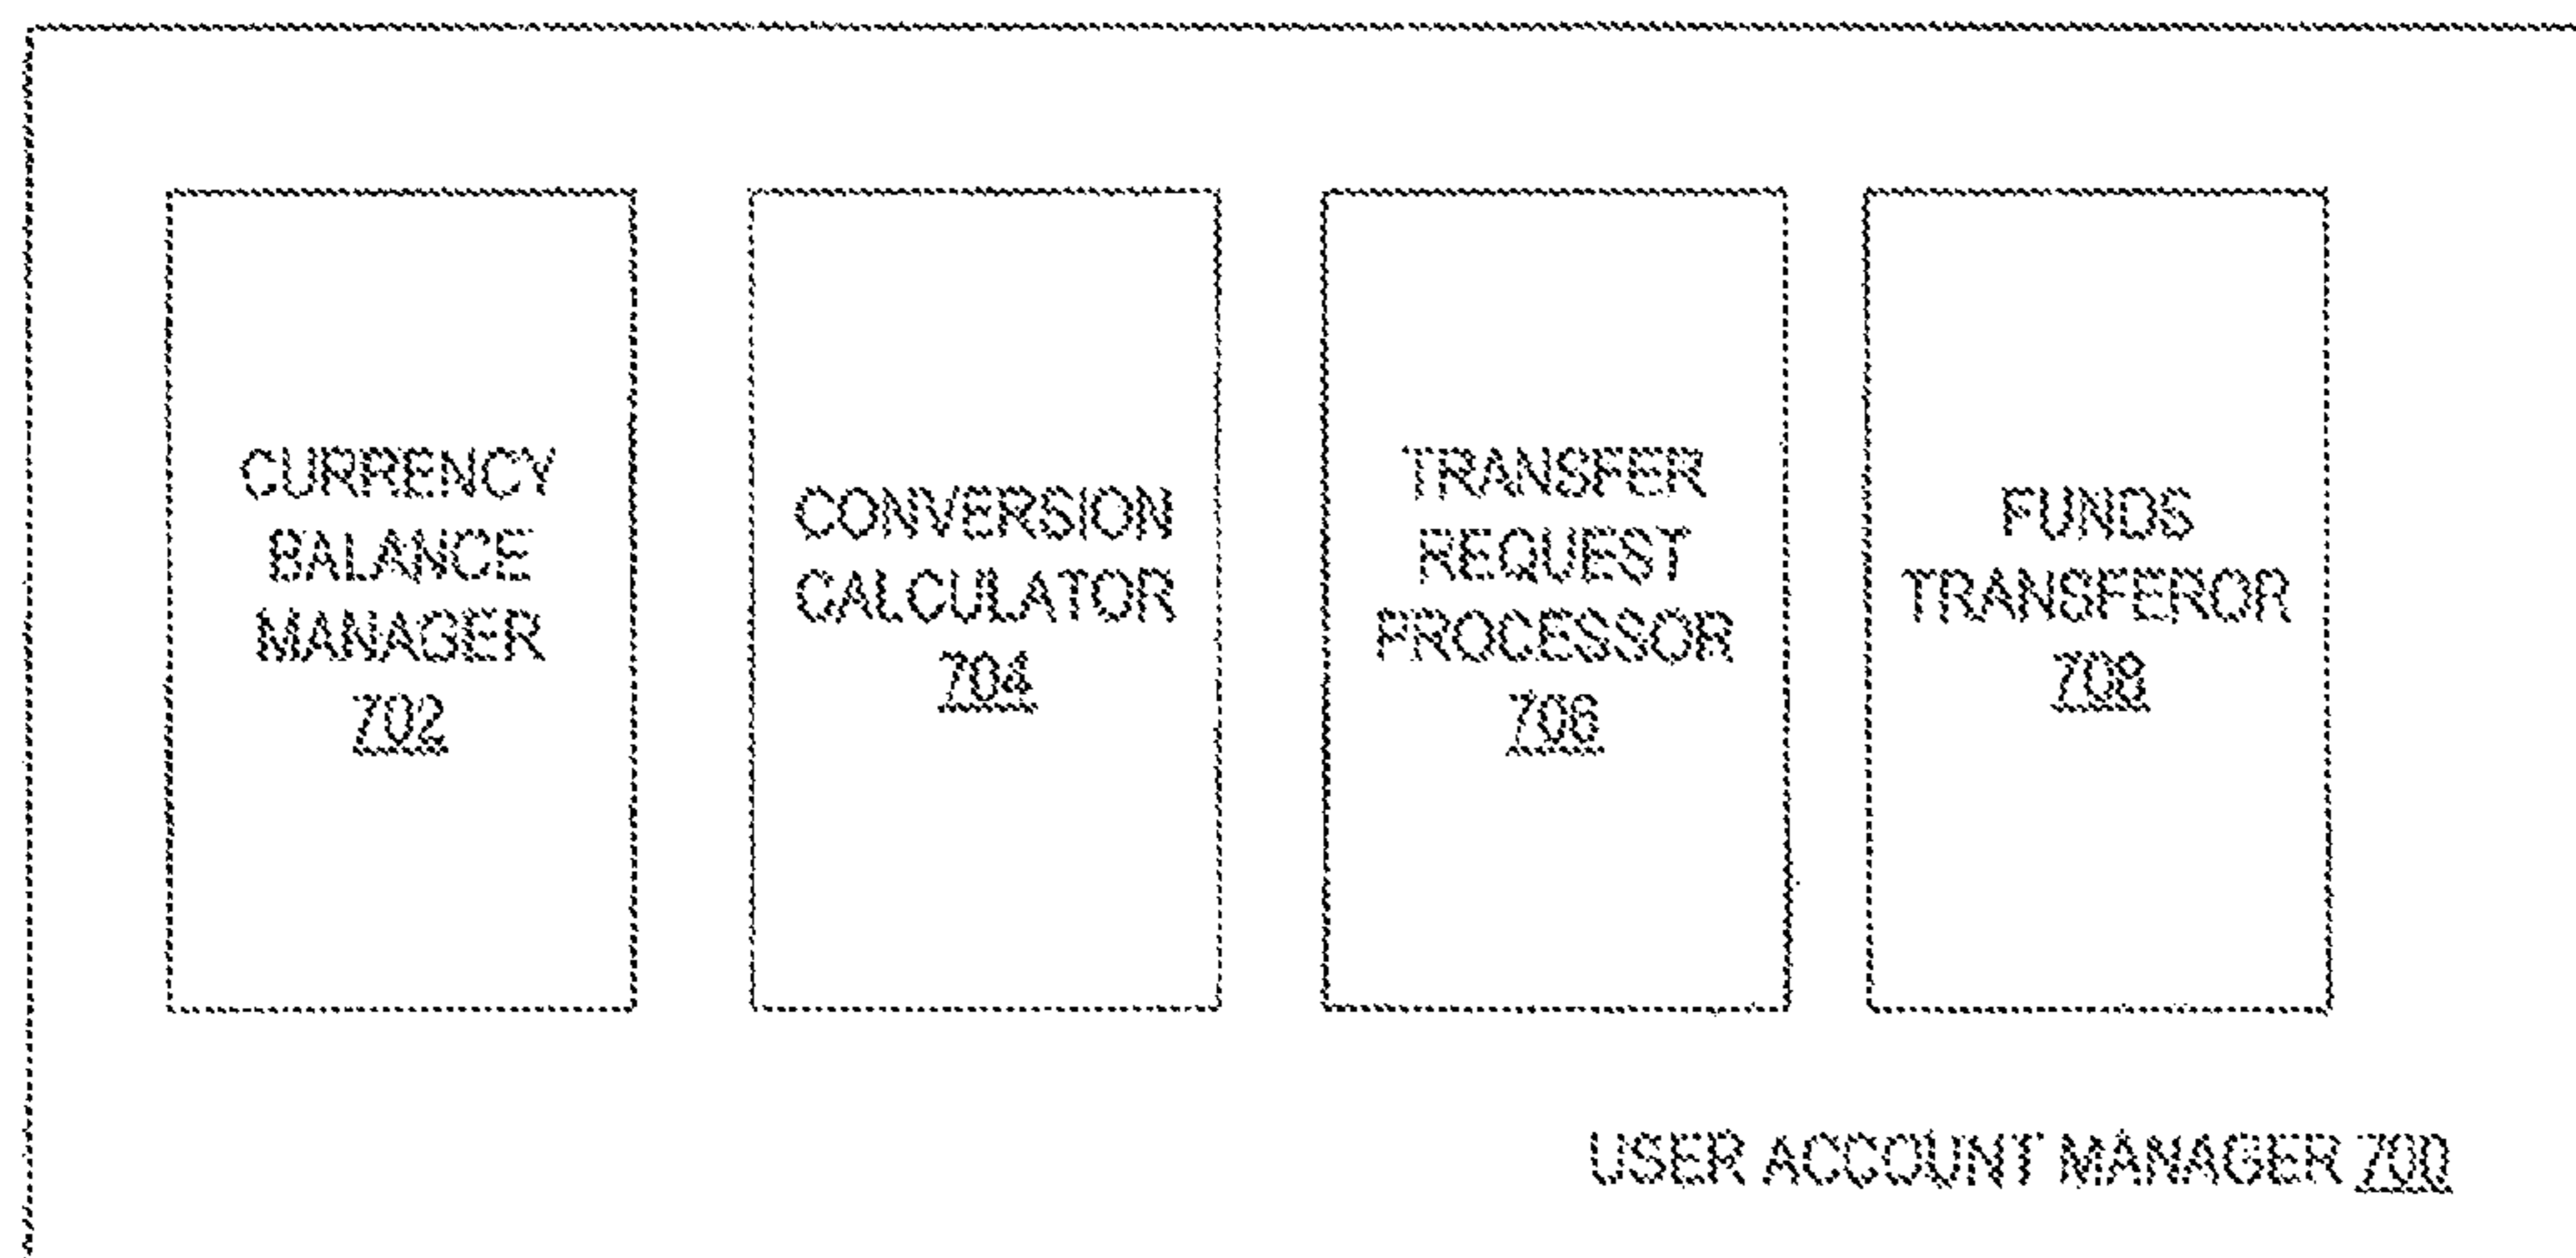 CURRENCY
BALANCE
MANAGER
702
CONVERSION
CALCULATOR
704
TRANSFER
REQUEST
PROCESSOR
706
FUNDS
TRANSFEROR
708
USER ACCOUNT MANAGER 700